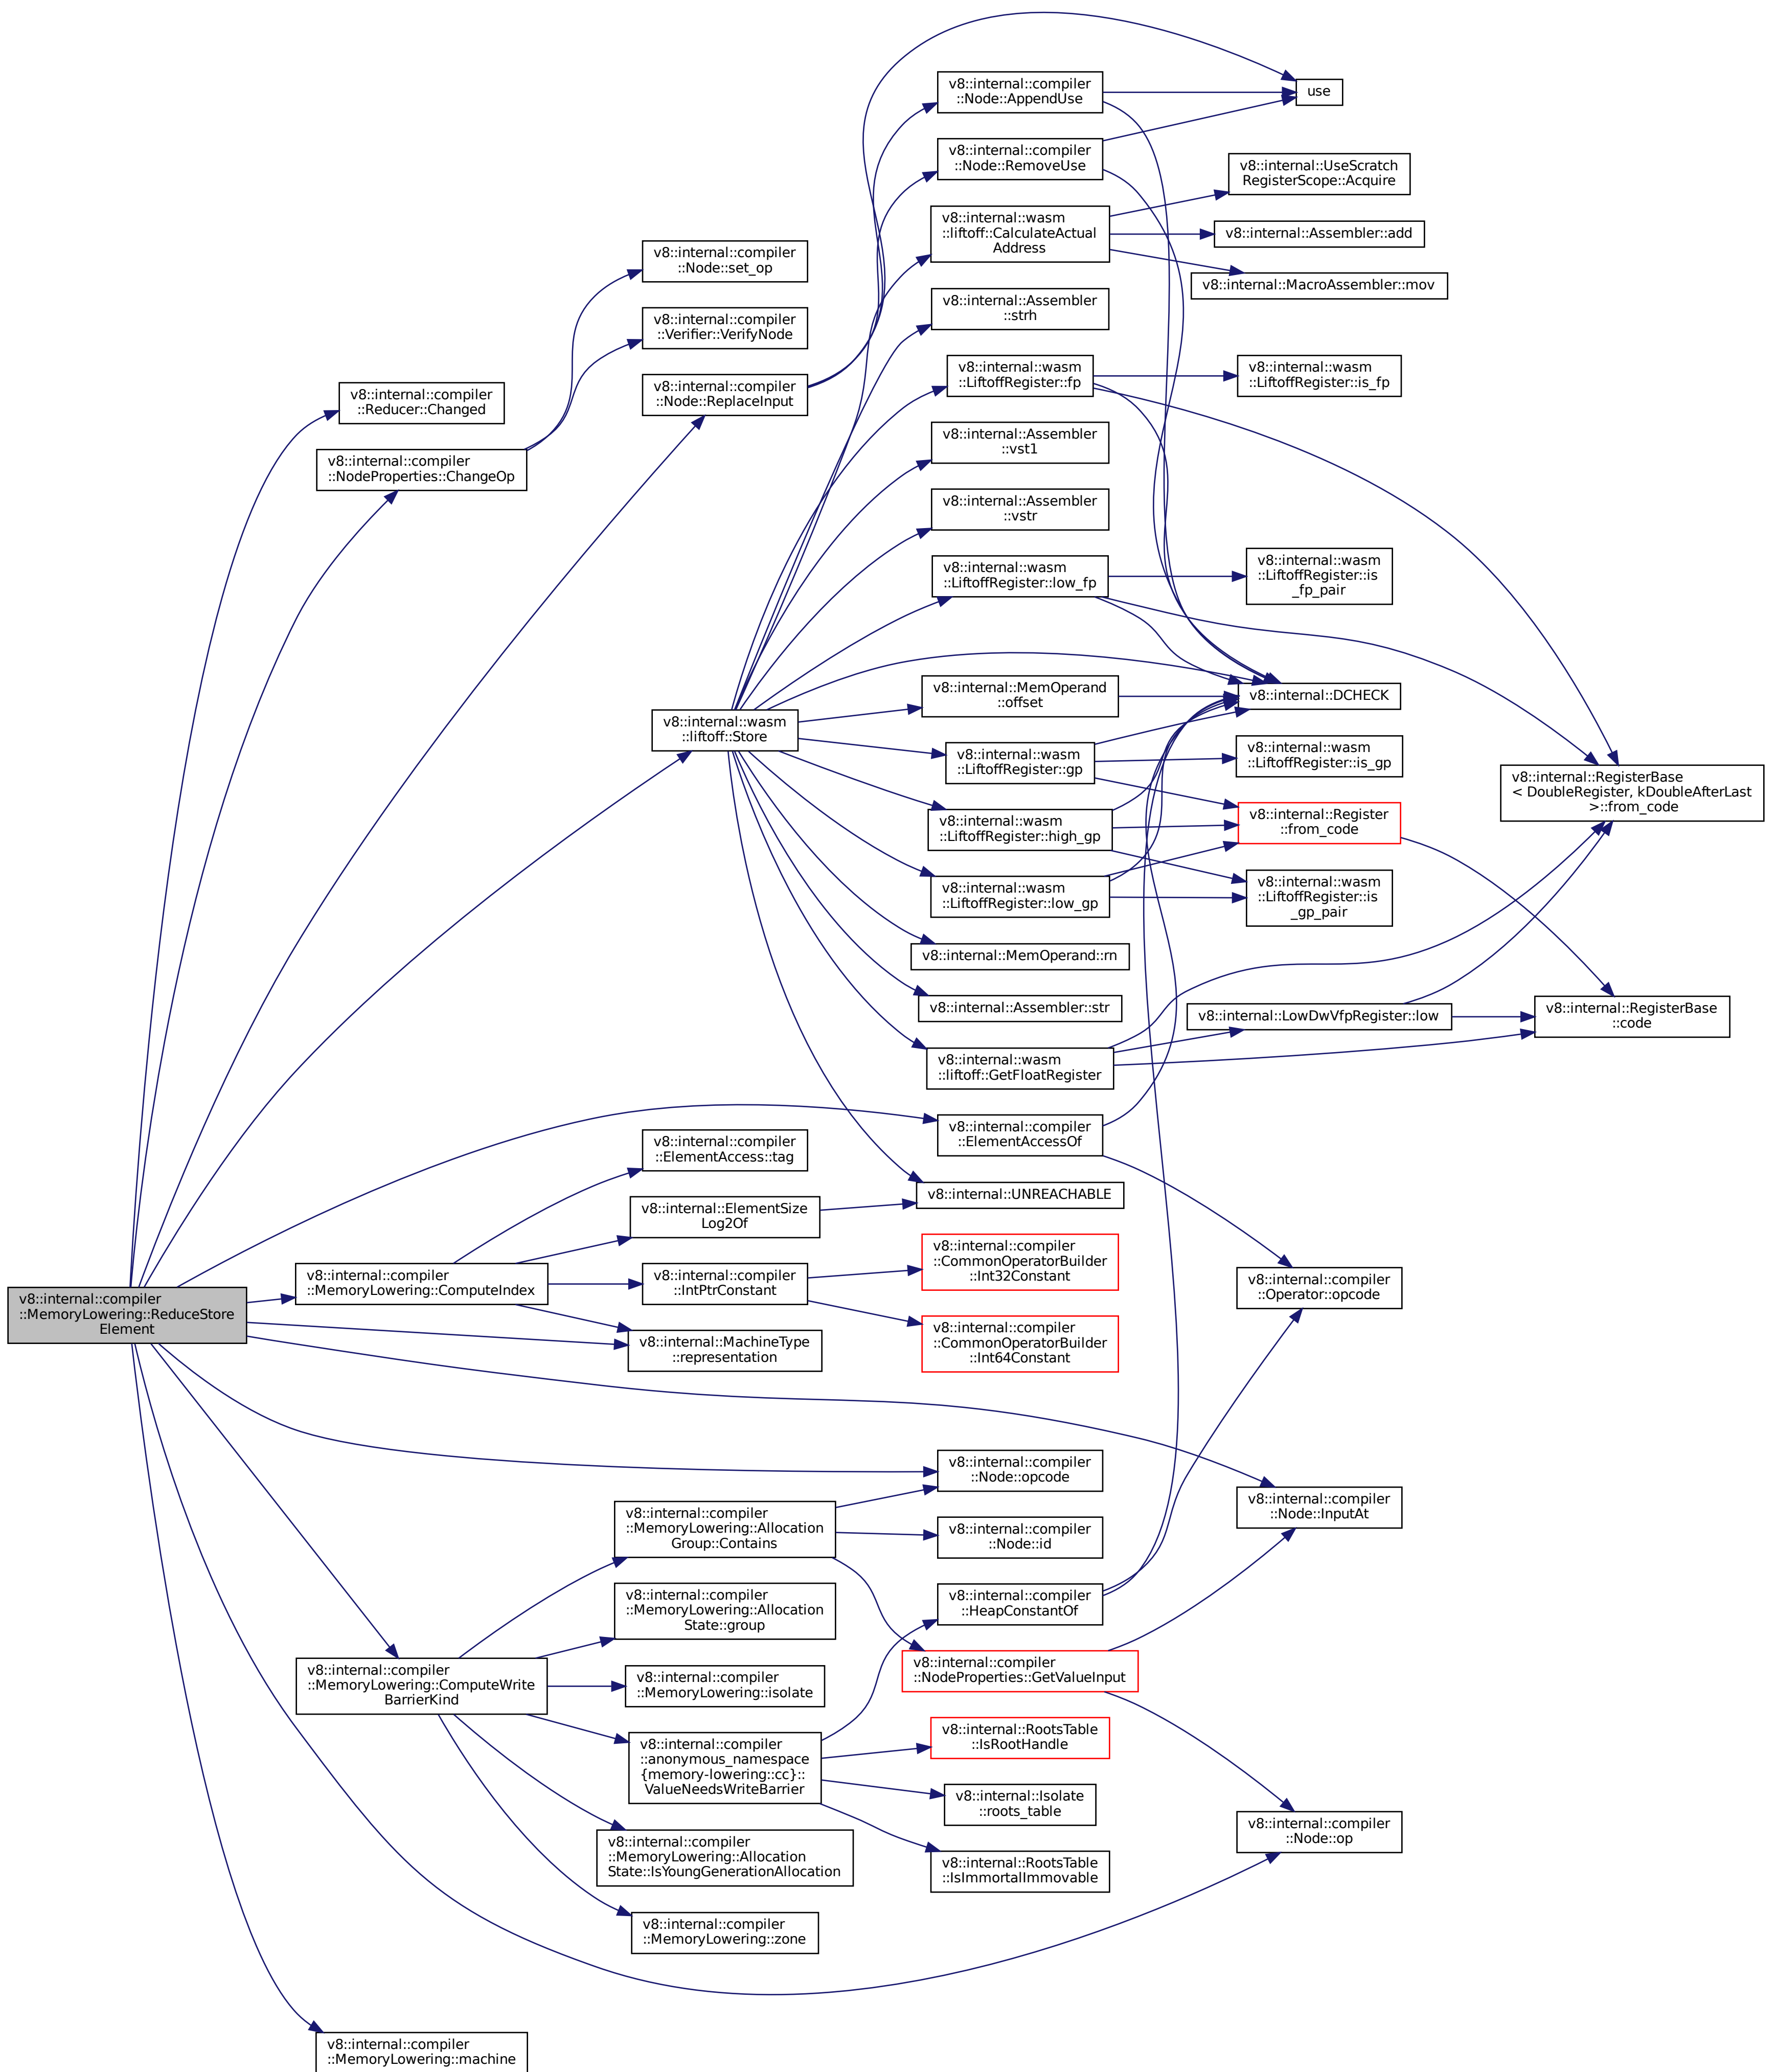 v8::internal::compiler
::MemoryLowering::ReduceStore
Element
v8::internal::compiler
::Reducer::Changed
v8::internal::compiler
::NodeProperties::ChangeOp
v8::internal::compiler
::MemoryLowering::ComputeIndex
v8::internal::compiler
::MemoryLowering::ComputeWrite
BarrierKind
v8::internal::compiler
::MemoryLowering::machine
v8::internal::compiler
::Node::set_op
v8::internal::compiler
::Verifier::VerifyNode
v8::internal::compiler
::Node::ReplaceInput
v8::internal::wasm
::liftoff::Store
v8::internal::compiler
::ElementAccess::tag
v8::internal::ElementSize
Log2Of
v8::internal::compiler
::IntPtrConstant
v8::internal::MachineType
::representation
v8::internal::compiler
::MemoryLowering::Allocation
Group::Contains
v8::internal::compiler
::MemoryLowering::Allocation
State::group
v8::internal::compiler
::MemoryLowering::isolate
v8::internal::compiler
::anonymous_namespace
{memory-lowering::cc}::
ValueNeedsWriteBarrier
v8::internal::compiler
::MemoryLowering::Allocation
State::IsYoungGenerationAllocation
v8::internal::compiler
::MemoryLowering::zone
v8::internal::compiler
::Node::AppendUse
v8::internal::compiler
::Node::RemoveUse
v8::internal::wasm
::liftoff::CalculateActual
Address
v8::internal::Assembler
::strh
v8::internal::wasm
::LiftoffRegister::fp
v8::internal::Assembler
::vst1
v8::internal::Assembler
::vstr
v8::internal::wasm
::LiftoffRegister::low_fp
v8::internal::MemOperand
::offset
v8::internal::wasm
::LiftoffRegister::gp
v8::internal::wasm
::LiftoffRegister::high_gp
v8::internal::wasm
::LiftoffRegister::low_gp
v8::internal::MemOperand::rn
v8::internal::Assembler::str
v8::internal::wasm
::liftoff::GetFloatRegister
v8::internal::compiler
::ElementAccessOf
v8::internal::UNREACHABLE
v8::internal::compiler
::CommonOperatorBuilder
::Int32Constant
v8::internal::compiler
::CommonOperatorBuilder
::Int64Constant
v8::internal::compiler
::Node::opcode
v8::internal::compiler
::Node::id
v8::internal::compiler
::HeapConstantOf
v8::internal::compiler
::NodeProperties::GetValueInput
v8::internal::RootsTable
::IsRootHandle
v8::internal::Isolate
::roots_table
v8::internal::RootsTable
::IsImmortalImmovable
use
v8::internal::UseScratch
RegisterScope::Acquire
v8::internal::Assembler::add
v8::internal::MacroAssembler::mov
v8::internal::wasm
::LiftoffRegister::is_fp
v8::internal::wasm
::LiftoffRegister::is
_fp_pair
v8::internal::DCHECK
v8::internal::wasm
::LiftoffRegister::is_gp
v8::internal::Register
::from_code
v8::internal::wasm
::LiftoffRegister::is
_gp_pair
v8::internal::LowDwVfpRegister::low
v8::internal::compiler
::Operator::opcode
v8::internal::compiler
::Node::InputAt
v8::internal::compiler
::Node::op
v8::internal::RegisterBase
< DoubleRegister, kDoubleAfterLast
>::from_code
v8::internal::RegisterBase
::code